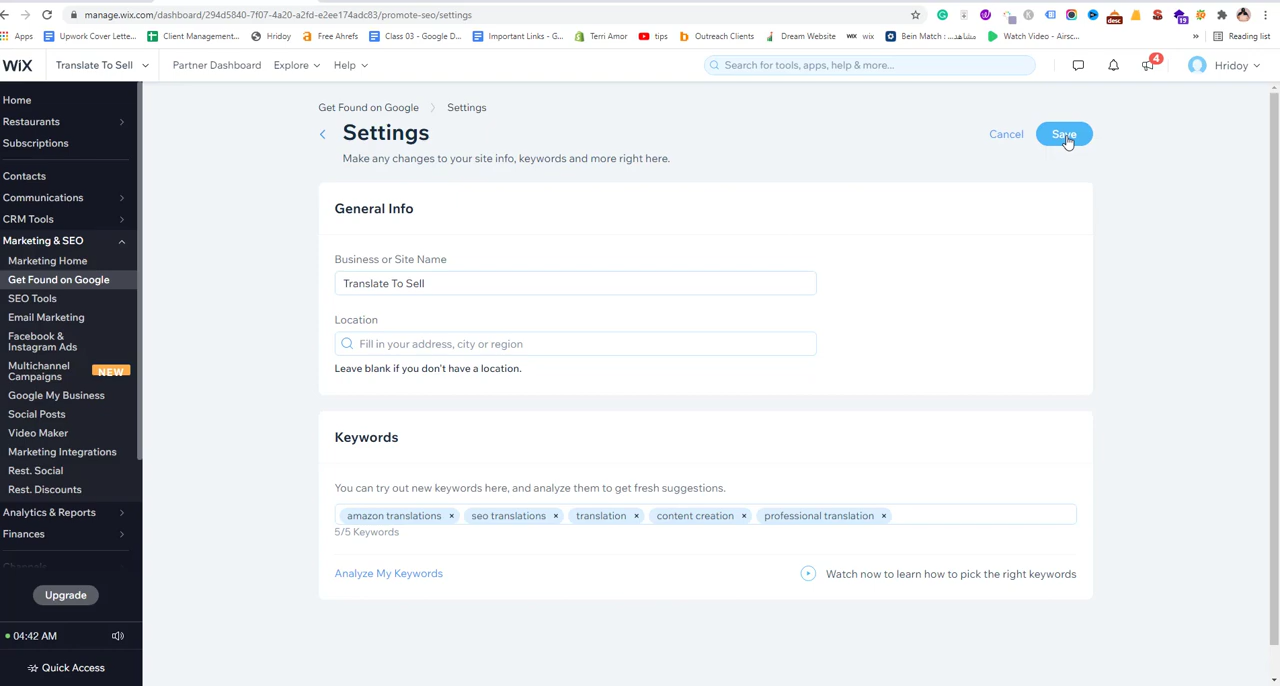 manage.wix.com/dashboard/294d5840-7f07-4a20-a2fd-e2ee174adc83/promote-seo/settings
desc
19
Apps
Upwork Cover Lette...
Client Management...
Hridoy
Free Ahrefs
Class 03 - Google D...
Important Links - G...
Terri Amor
tips
Outreach Clients
Dream Website
WIX wix
Bein Match : مشاهد...
Watch Video - Airsc...
»
Reading list
WiX
Translate To Sell
Partner Dashboard
Explore
Help
Search for tools, apps, help & more...
4
Hridoy
Home
Restaurants
Subscriptions
Contacts
Communications
CRM Tools
Marketing & SEO
Marketing Home
Get Found on Google
SEO Tools
Email Marketing
Facebook &
Instagram Ads
Multichannel
Campaigns
NEW
Google My Business
Social Posts
Video Maker
Marketing Integrations
Rest. Social
Rest. Discounts
Analytics & Reports
Finances
Channels
Upgrade
04:42 AM
Quick Access
Get Found on Google
Settings
Settings
Cancel
Save
Make any changes to your site info, keywords and more right here.
General Info
Business or Site Name
Translate To Sell
Location
Fill in your address, city or region
Leave blank if you don't have a location.
Keywords
You can try out new keywords here, and analyze them to get fresh suggestions.
amazon translations × seo translations × translation × content creation × professional translation ×
5/5 Keywords
Analyze My Keywords
Watch now to learn how to pick the right keywords